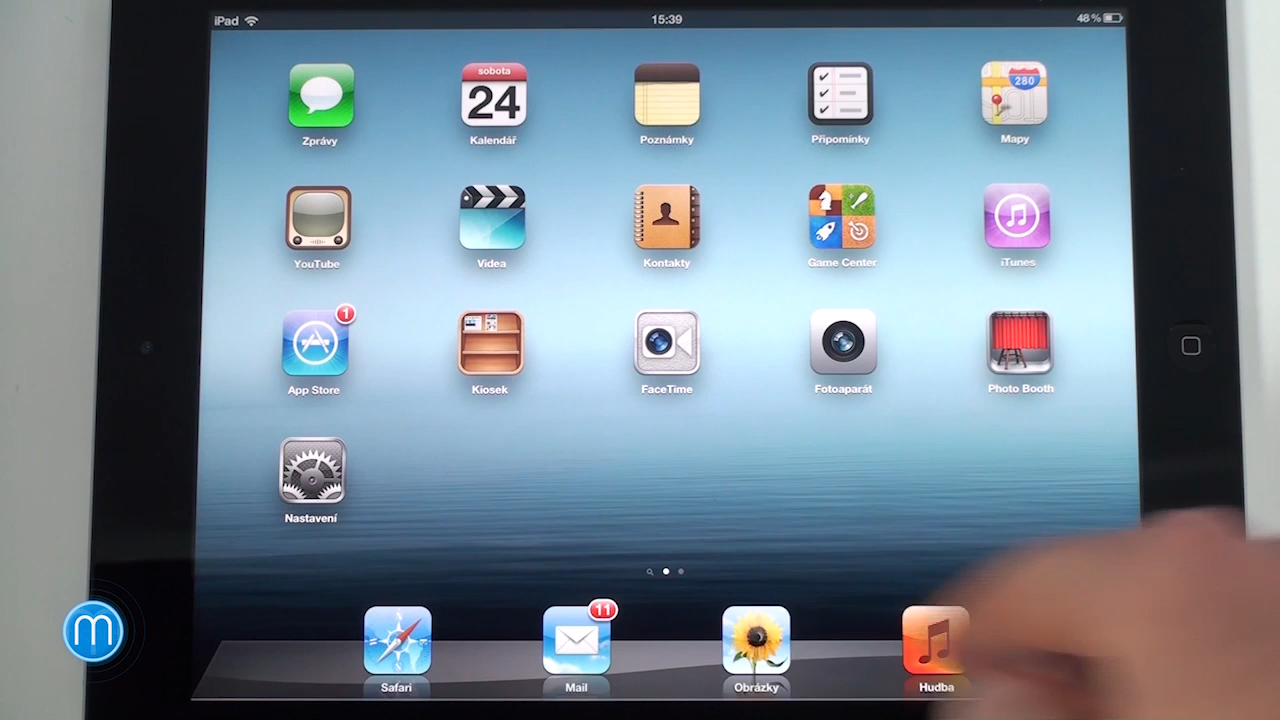 iPad 15:39 48 %
sobota
24
280
Zprávy Kalendář Poznámky Připomínky Mapy
YouTube Videa Kontakty Game Center iTunes
1
App Store Kiosek FaceTime Fotoaparát Photo Booth
Nastavení
11
Safari Mail Obrázky Hudba
m